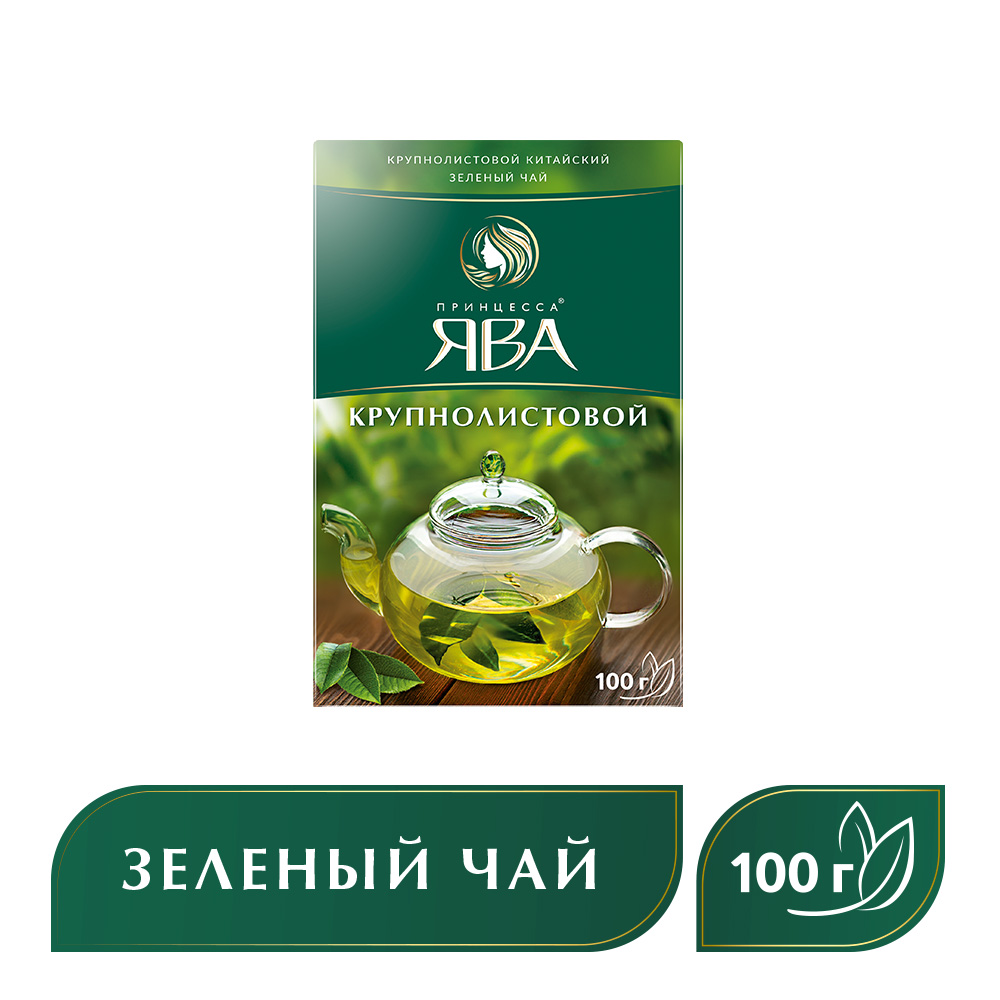 КРУПНОЛИСТОВОЙ КИТАЙСКИЙ
ЗЕЛЕНЫЙ ЧАЙ
ПРИНЦЕССА®
ЯВА
КРУПНОЛИСТОВОЙ
100 г
ЗЕЛЕНЫЙ ЧАЙ
100 г